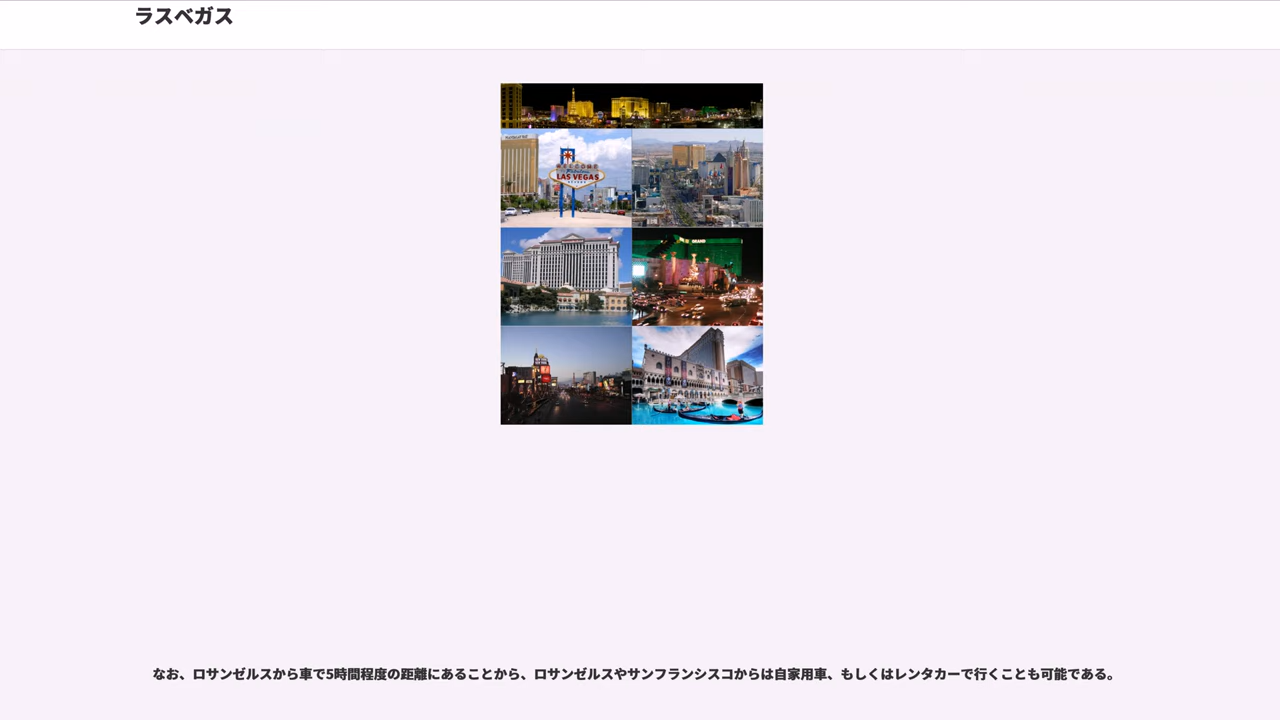 ラスベガス
WELCOME
TO Fabulous
LAS VEGAS
NEVADA
GRAND
なお、ロサンゼルスから車で5時間程度の距離にあることから、ロサンゼルスやサンフランシスコからは自家用車、もしくはレンタカーで行くことも可能である。